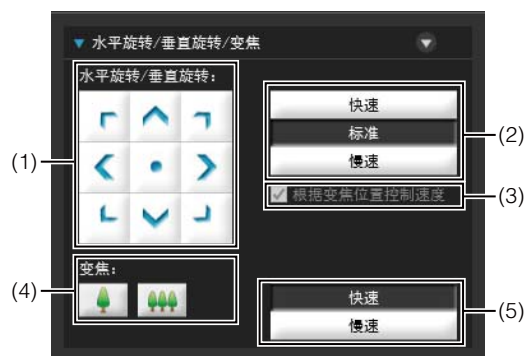 水平旋转/垂直旋转/变焦
水平旋转/垂直旋转：
快速
标准
慢速
(1)
(2)
根据变焦位置控制速度
(3)
变焦：
(4)
快速
慢速
(5)